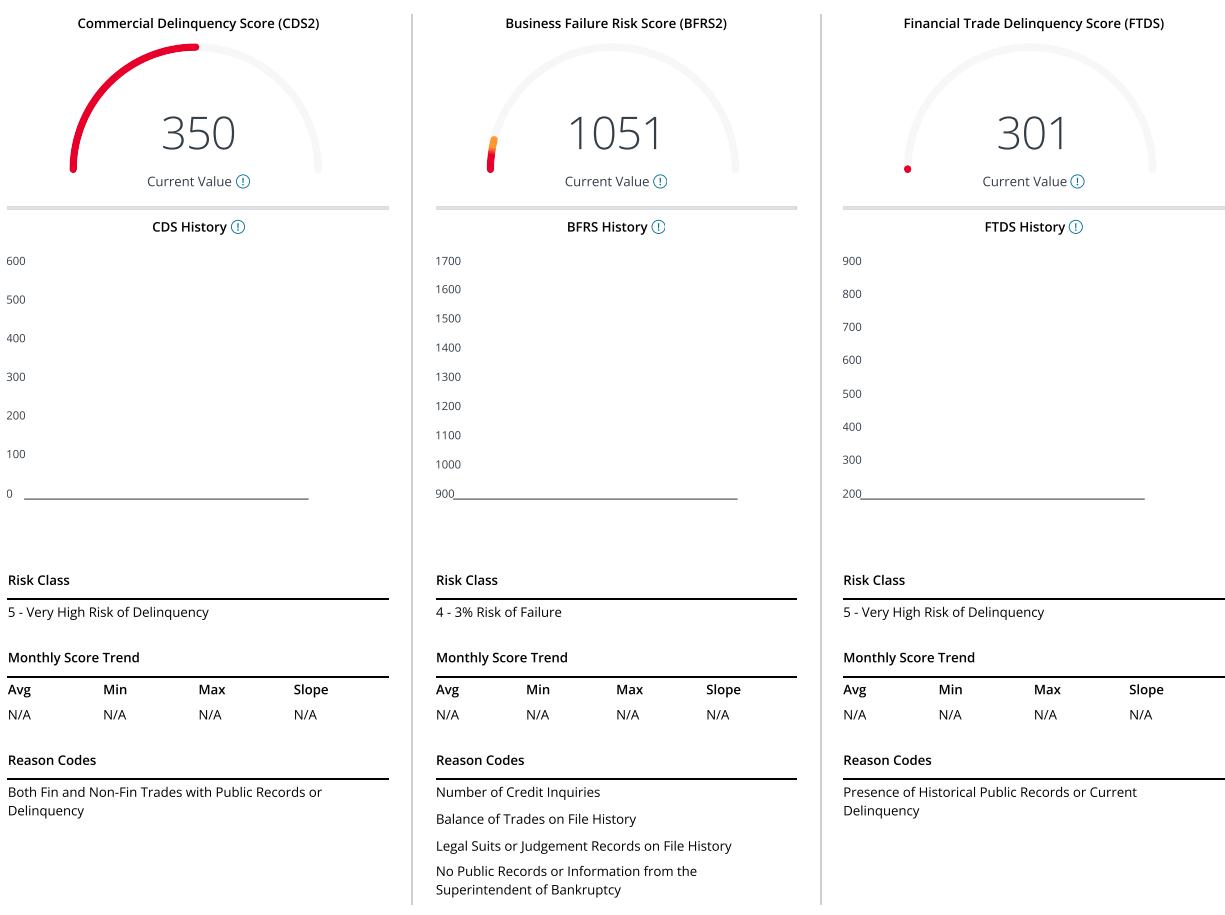 Commercial Delinquency Score (CDS2)
350
Current Value
CDS History
600
500
400
300
200
100
0
Risk Class
5 - Very High Risk of Delinquency
Monthly Score Trend
Avg Min Max Slope
N/A N/A N/A N/A
Reason Codes
Both Fin and Non-Fin Trades with Public Records or
Delinquency
Business Failure Risk Score (BFRS2)
1051
Current Value
BFRS History
1700
1600
1500
1400
1300
1200
1100
1000
900
Risk Class
4 - 3% Risk of Failure
Monthly Score Trend
Avg Min Max Slope
N/A N/A N/A N/A
Reason Codes
Number of Credit Inquiries
Balance of Trades on File History
Legal Suits or Judgement Records on File History
No Public Records or Information from the
Superintendent of Bankruptcy
Financial Trade Delinquency Score (FTDS)
301
Current Value
FTDS History
900
800
700
600
500
400
300
200
Risk Class
5 - Very High Risk of Delinquency
Monthly Score Trend
Avg Min Max Slope
N/A N/A N/A N/A
Reason Codes
Presence of Historical Public Records or Current
Delinquency